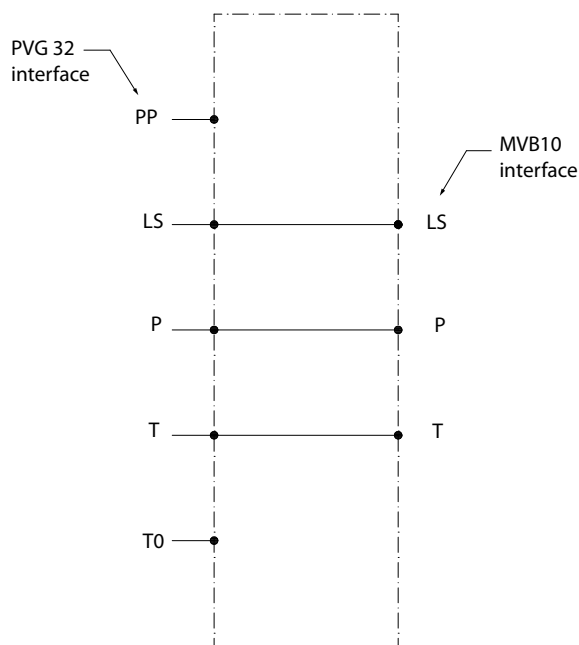 PVG 32
interface
PP
MVB10
interface
LS
LS
P
P
T
T
T0